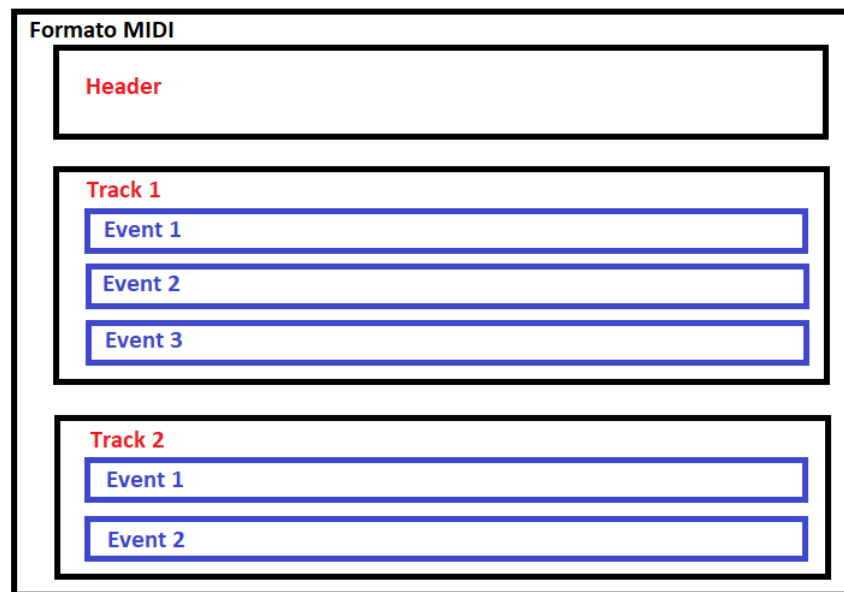 Formato MIDI
Header
Track 1
Event 1
Event 2
Event 3
Track 2
Event 1
Event 2